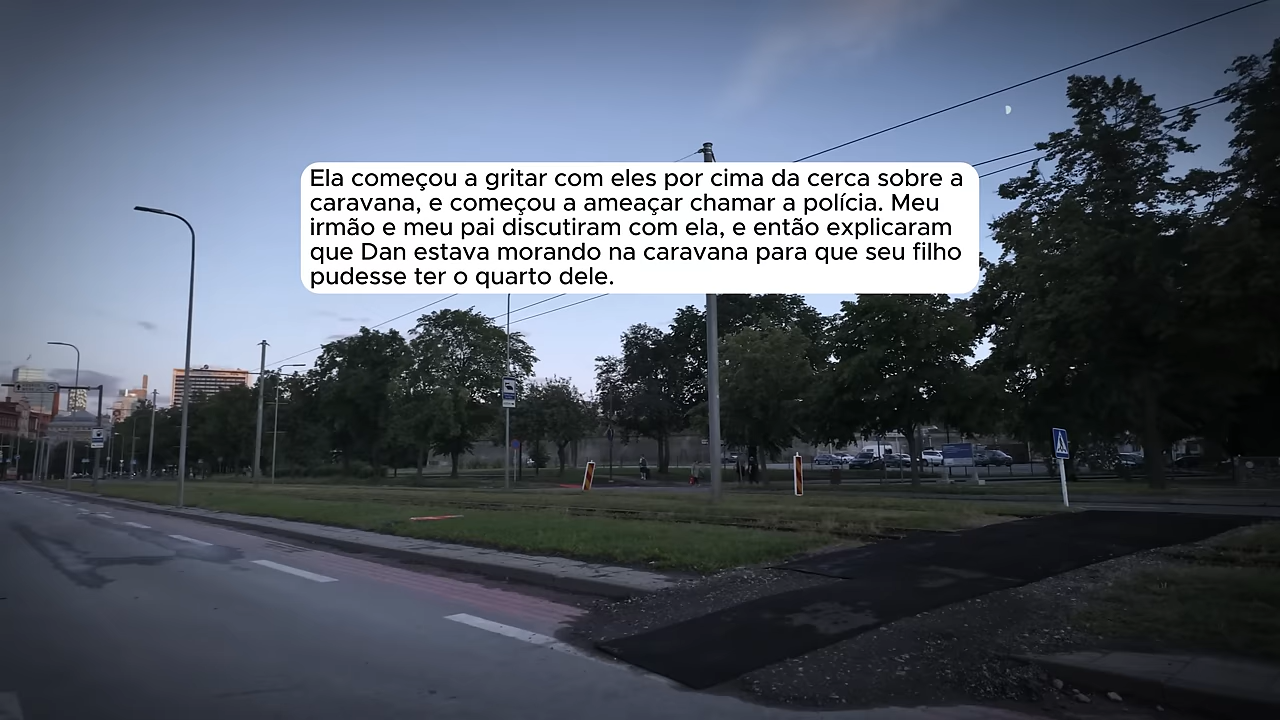 Ela começou a gritar com eles por cima da cerca sobre a
caravana, e começou a ameaçar chamar a polícia. Meu
irmão e meu pai discutiram com ela, e então explicaram
que Dan estava morando na caravana para que seu filho
pudesse ter o quarto dele.